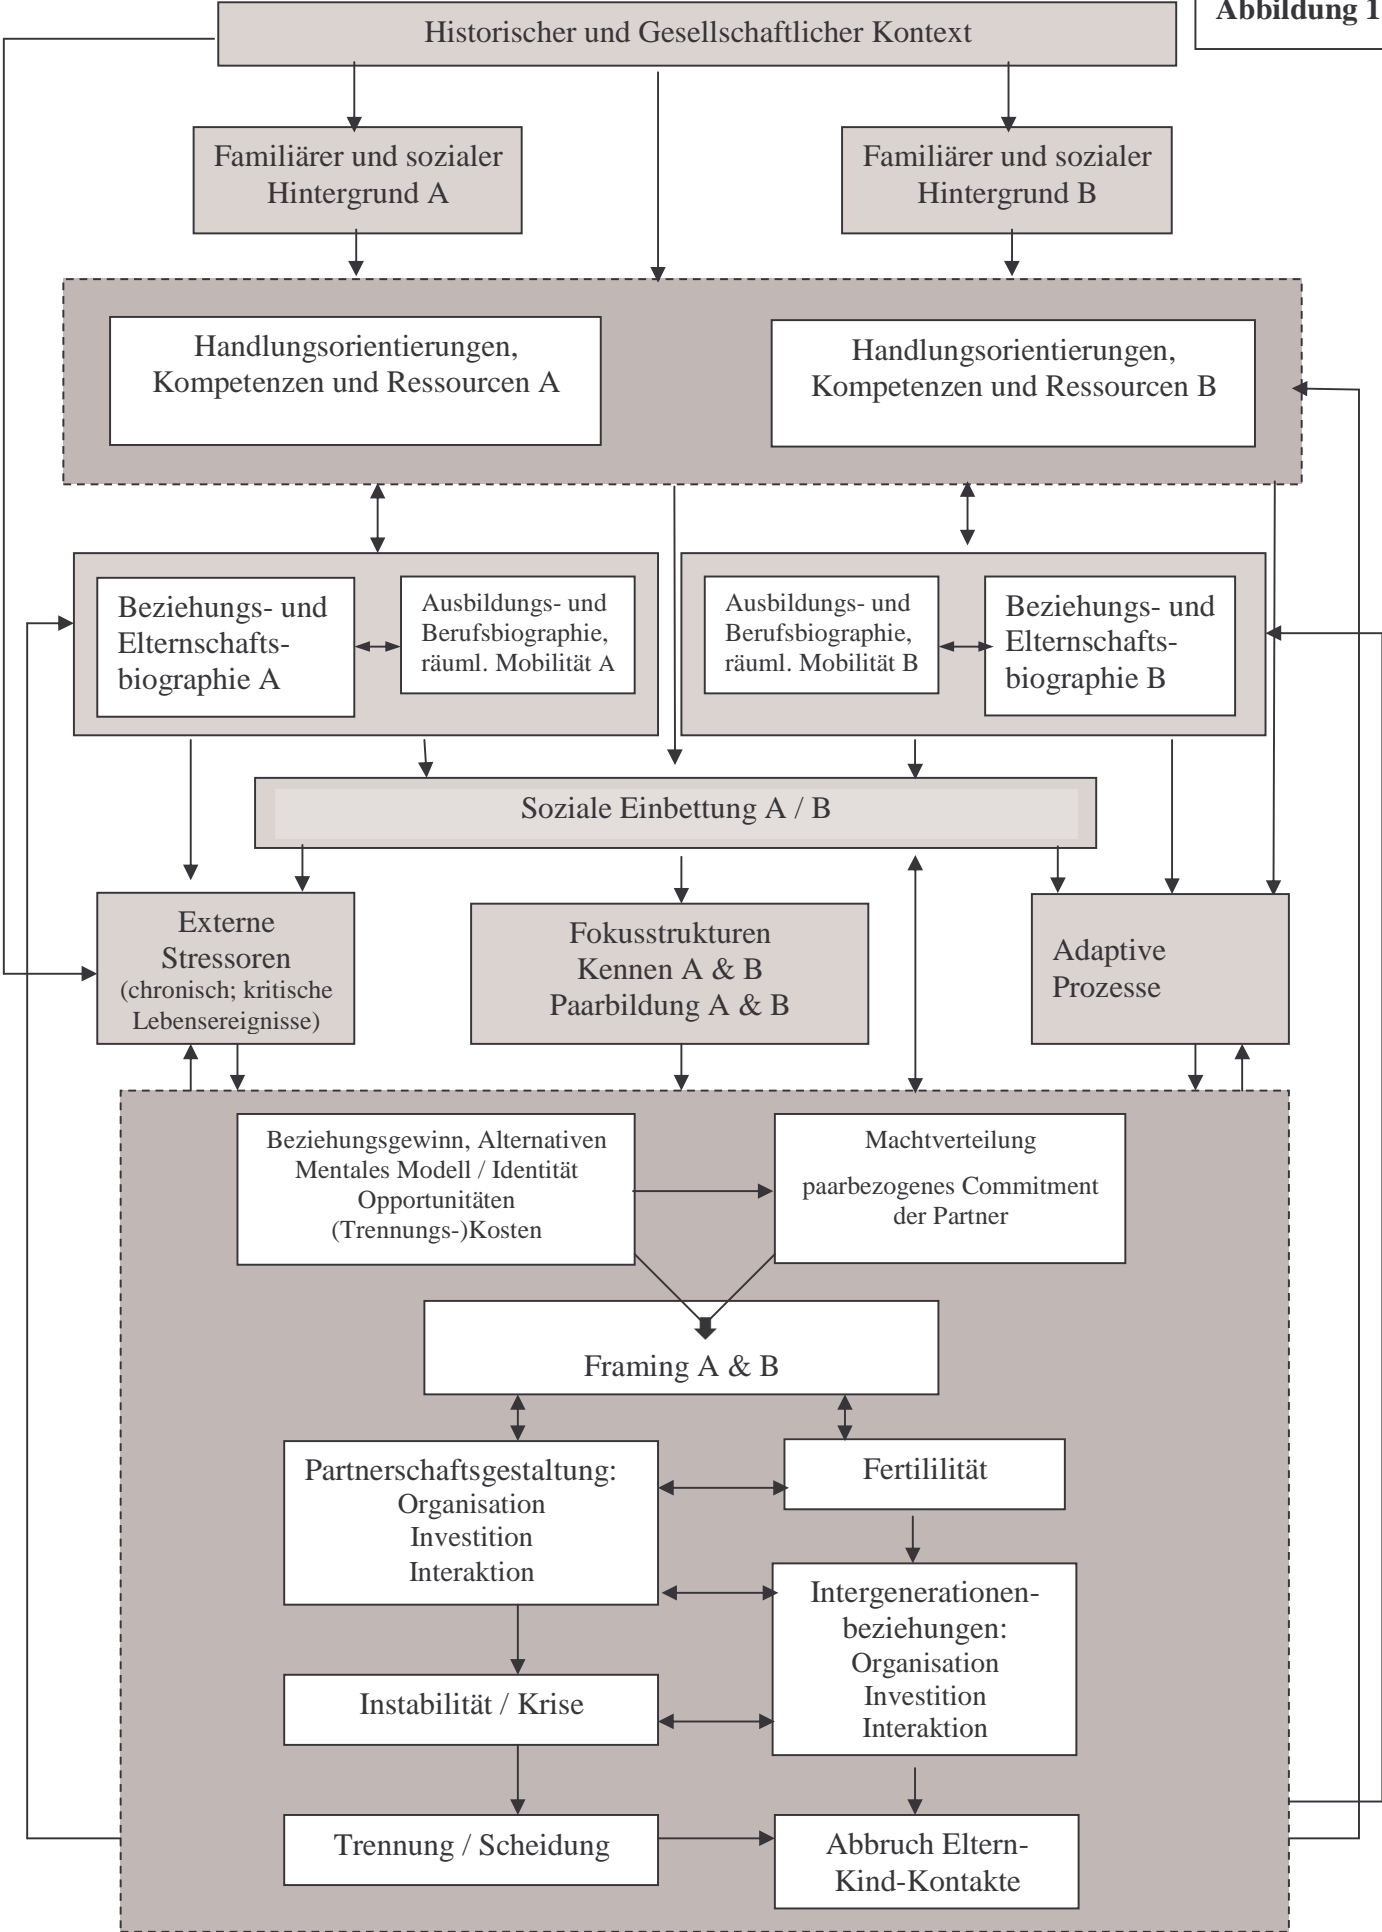 Abbildung 1
Historischer und Gesellschaftlicher Kontext
Familiärer und sozialer
Hintergrund A
Familiärer und sozialer
Hintergrund B
Handlungsorientierungen,
Kompetenzen und Ressourcen A
Handlungsorientierungen,
Kompetenzen und Ressourcen B
Beziehungs- und
Elternschafts-
biographie A
Ausbildungs- und
Berufsbiographie,
räuml. Mobilität A
Ausbildungs- und
Berufsbiographie,
räuml. Mobilität B
Beziehungs- und
Elternschafts-
biographie B
Soziale Einbettung A / B
Externe
Stressoren
(chronisch; kritische
Lebensereignisse)
Fokusstrukturen
Kennen A & B
Paarbildung A & B
Adaptive
Prozesse
Beziehungsgewinn, Alternativen
Mentales Modell / Identität
Opportunitäten
(Trennungs-)Kosten
Machtverteilung
paarbezogenes Commitment
der Partner
Framing A & B
Partnerschaftsgestaltung:
Organisation
Investition
Interaktion
Fertililität
Intergenerationen-
beziehungen:
Organisation
Investition
Interaktion
Instabilität / Krise
Trennung / Scheidung
Abbruch Eltern-
Kind-Kontakte